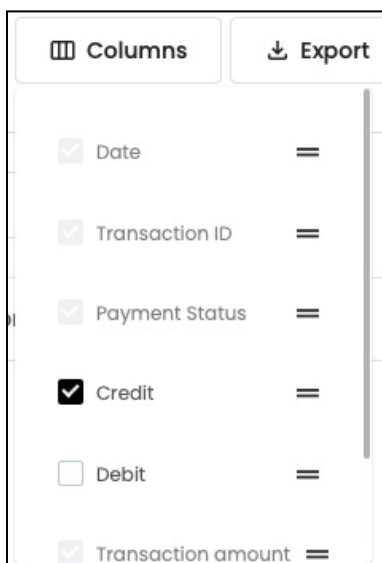 Columns
Export
Date
Transaction ID
Payment Status
Credit
Debit
Transaction amount